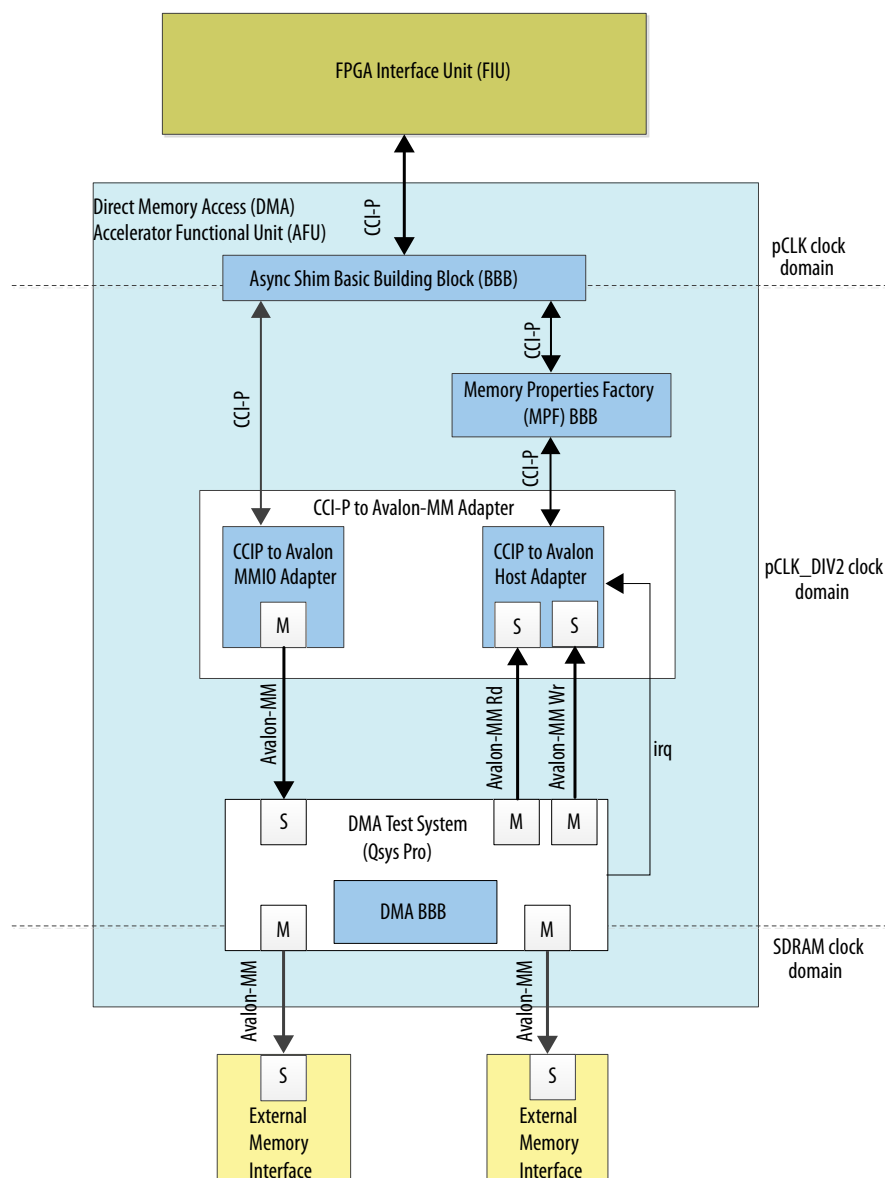 FPGA Interface Unit (FIU)
CCI-P
Direct Memory Access (DMA)
Accelerator Functional Unit (AFU)
pCLK clock
domain
Async Shim Basic Building Block (BBB)
CCI-P
CCI-P
Memory Properties Factory
(MPF) BBB
CCI-P
CCI-P to Avalon-MM Adapter
CCIP to Avalon
MMIO Adapter
M
CCIP to Avalon
Host Adapter
S
S
pCLK_DIV2 clock
domain
Avalon-MM
Avalon-MM Rd
Avalon-MM Wr
irq
S
DMA Test System
(Qsys Pro)
M
M
DMA BBB
M
M
SDRAM clock
domain
Avalon-MM
Avalon-MM
S
External
Memory
Interface
S
External
Memory
Interface